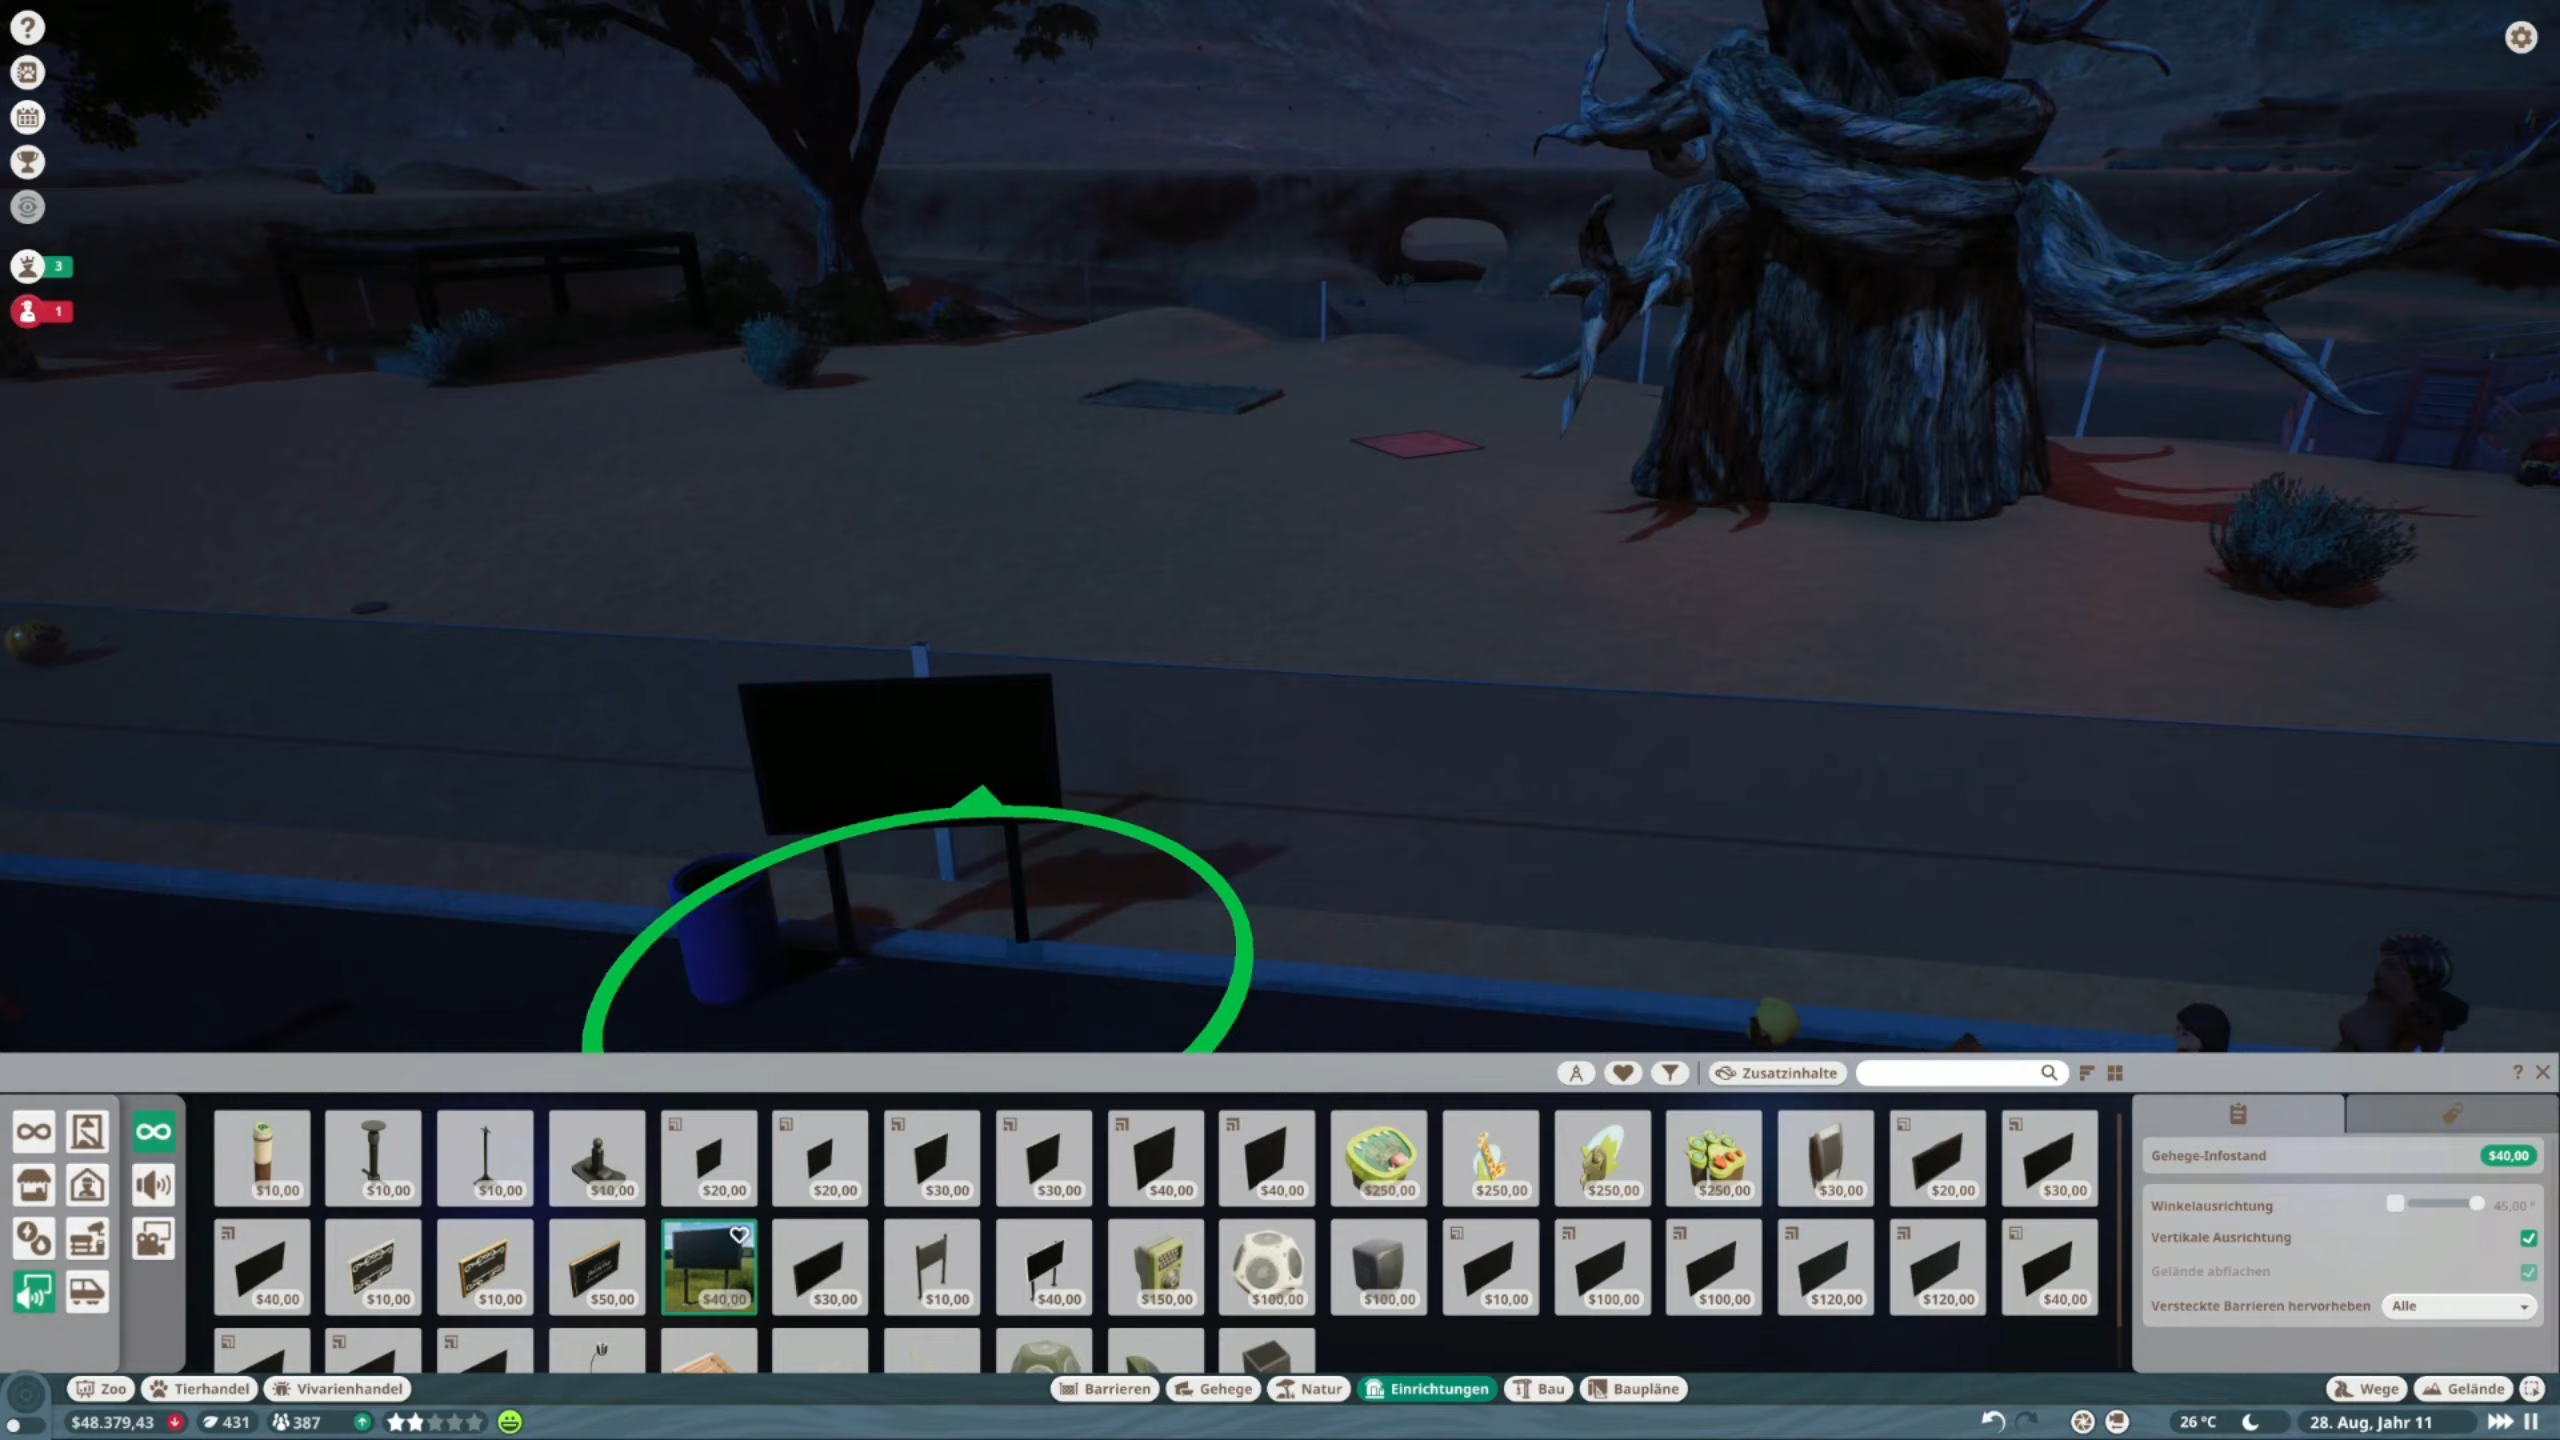 ?
3
1
Zusatzinhalte
?
$10,00 $10,00 $10,00 $10,00 $20,00 $20,00 $30,00 $30,00 $40,00 $40,00 $250,00 $250,00 $250,00 $250,00 $30,00 $20,00 $30,00
$40,00 $10,00 $10,00 $50,00 $40,00 $30,00 $10,00 $40,00 $150,00 $100,00 $100,00 $10,00 $100,00 $100,00 $120,00 $120,00 $40,00
Gehege-Infostand $40,00
Winkelausrichtung 45,00 °
Vertikale Ausrichtung
Gelände abflachen
Versteckte Barrieren hervorheben Alle
Zoo Tierhandel Vivarienhandel Barrieren Gehege Natur Einrichtungen Bau Baupläne Wege Gelände
$48.379,43 431 387 26 °C 28. Aug, Jahr 11